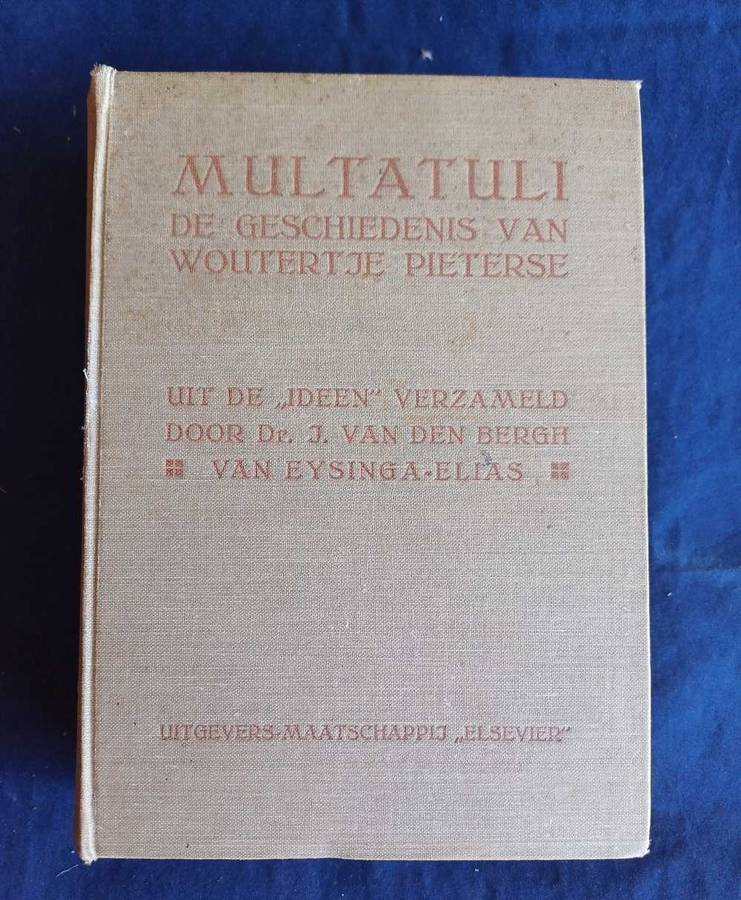 MULTATULI
DE GESCHIEDENIS VAN
WOUTERTJE PIETERSE
UIT DE „IDEEN" VERZAMELD
DOOR Dr. J. VAN DEN BERGH
VAN EYSINGA-ELIAS
UITGEVERS-MAATSCHAPPIJ „ELSEVIER"